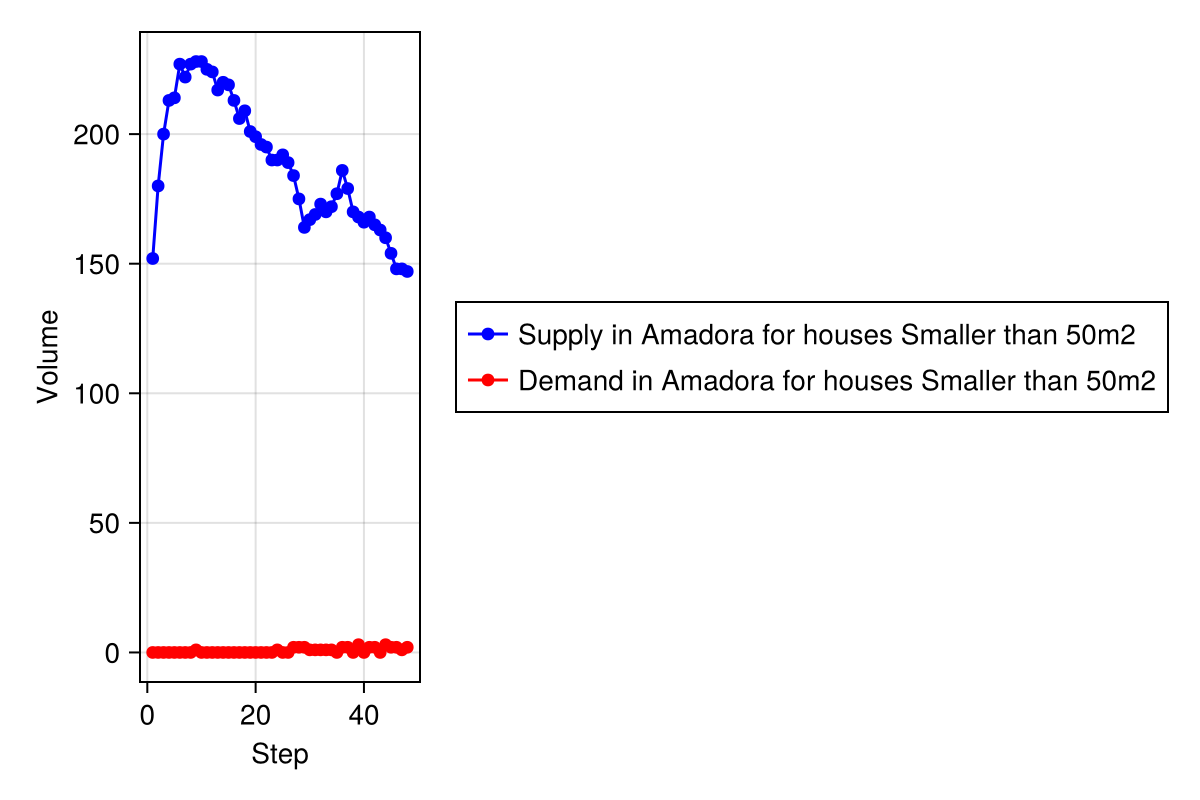 200
150
100
50
0
Volume
0 20 40
Step
Supply in Amadora for houses Smaller than 50m2
Demand in Amadora for houses Smaller than 50m2